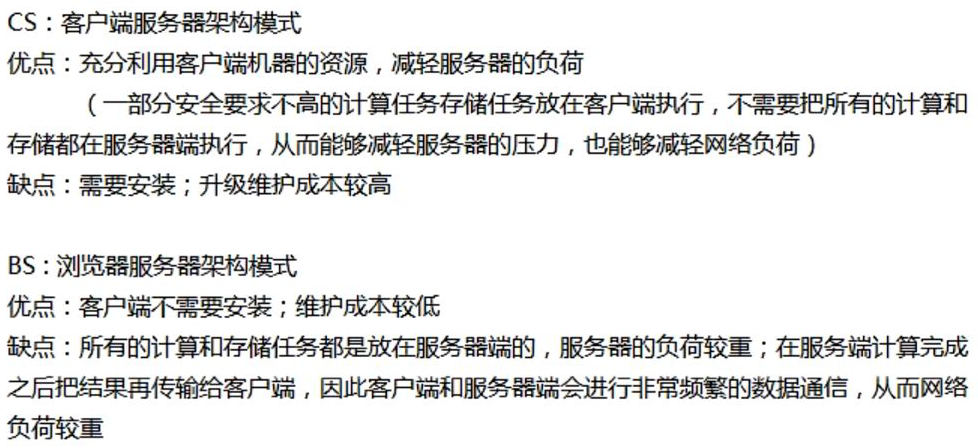 CS：客户端服务器架构模式
优点：充分利用客户端机器的资源，减轻服务器的负荷
（一部分安全要求不高的计算任务存储任务放在客户端执行，不需要把所有的计算和
存储都在服务器端执行，从而能够减轻服务器的压力，也能够减轻网络负荷）
缺点：需要安装；升级维护成本较高
BS：浏览器服务器架构模式
优点：客户端不需要安装；维护成本较低
缺点：所有的计算和存储任务都是放在服务器端的，服务器的负荷较重；在服务端计算完成
之后把结果再传输给客户端，因此客户端和服务器端会进行非常频繁的数据通信，从而网络
负荷较重